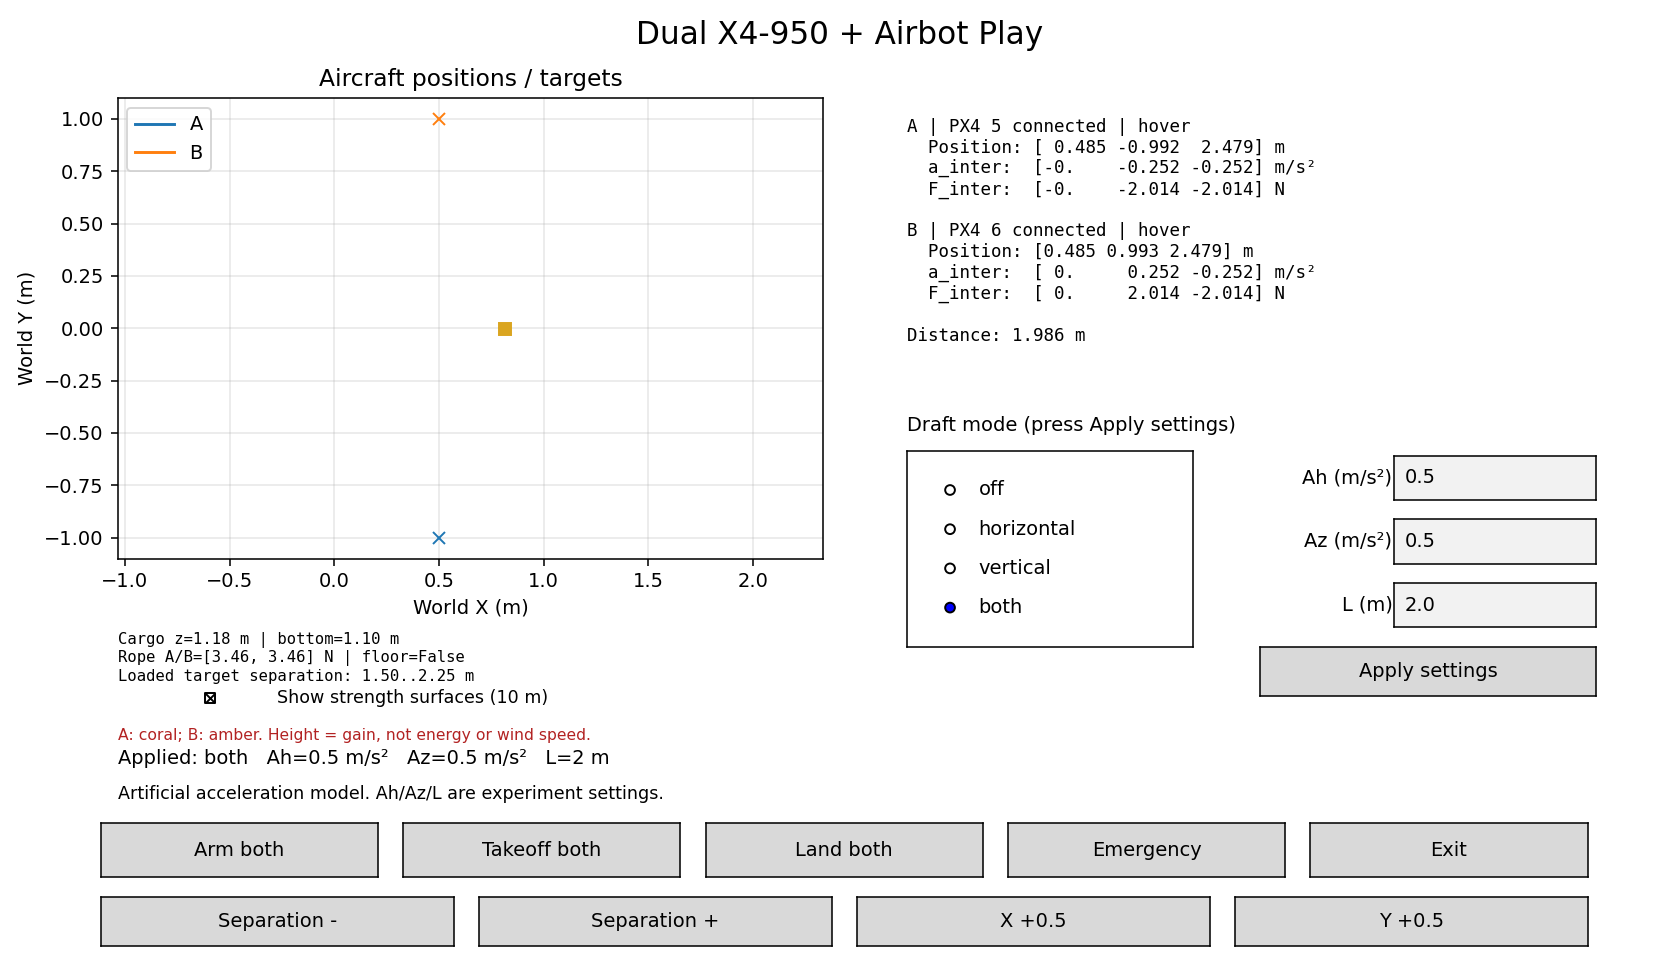 Dual X4-950 + Airbot Play
Aircraft positions / targets
A
B
1.00
0.75
0.50
0.25
0.00
−0.25
−0.50
−0.75
−1.00
World Y (m)
−1.0
−0.5
0.0
0.5
1.0
1.5
2.0
World X (m)
A | PX4 5 connected | hover
Position: [ 0.485 -0.992  2.479] m
a_inter:  [-0.    -0.252 -0.252] m/s²
F_inter:  [-0.    -2.014 -2.014] N
B | PX4 6 connected | hover
Position: [0.485 0.993 2.479] m
a_inter:  [ 0.     0.252 -0.252] m/s²
F_inter:  [ 0.     2.014 -2.014] N
Distance: 1.986 m
Draft mode (press Apply settings)
off
horizontal
vertical
both
Ah (m/s²) 0.5
Az (m/s²) 0.5
L (m) 2.0
Apply settings
Cargo z=1.18 m | bottom=1.10 m
Rope A/B=[3.46, 3.46] N | floor=False
Loaded target separation: 1.50..2.25 m
Show strength surfaces (10 m)
A: coral; B: amber. Height = gain, not energy or wind speed.
Applied: both   Ah=0.5 m/s²   Az=0.5 m/s²   L=2 m
Artificial acceleration model. Ah/Az/L are experiment settings.
Arm both
Takeoff both
Land both
Emergency
Exit
Separation -
Separation +
X +0.5
Y +0.5